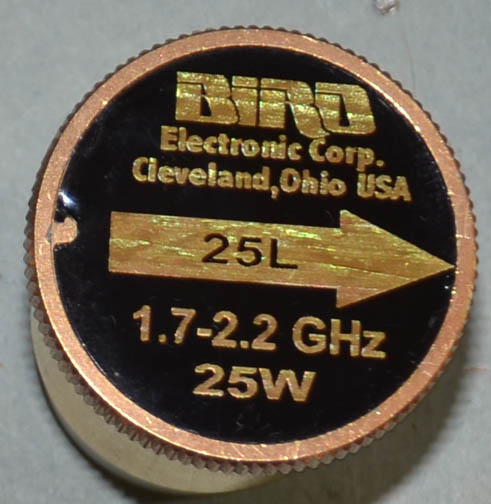 BIRD
Electronic Corp.
Cleveland, Ohio USA
25L
1.7-2.2 GHz
25W